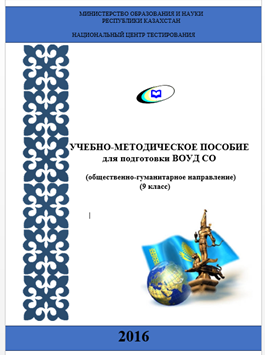 МИНИСТЕРСТВО ОБРАЗОВАНИЯ И НАУКИ
РЕСПУБЛИКИ КАЗАХСТАН
НАЦИОНАЛЬНЫЙ ЦЕНТР ТЕСТИРОВАНИЯ
УЧЕБНО-МЕТОДИЧЕСКОЕ ПОСОБИЕ
для подготовки ВОУД СО
(общественно-гуманитарное направление)
(9 класс)
2016